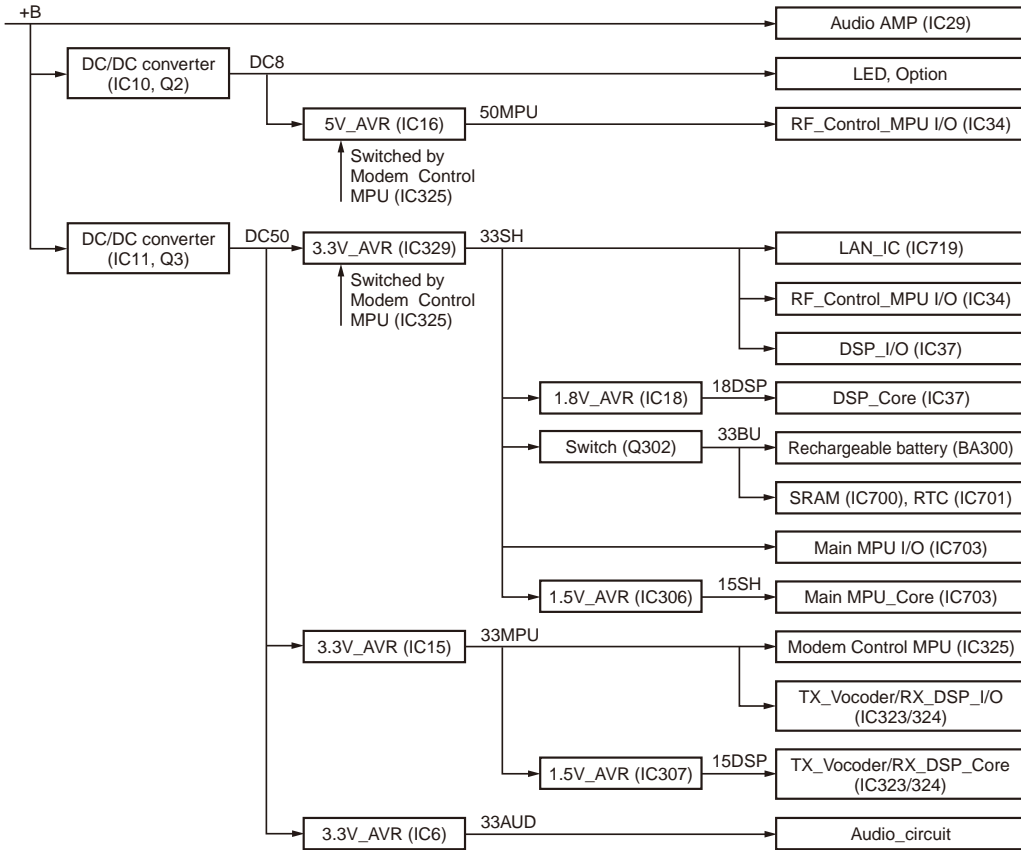 +B
Audio AMP (IC29)
DC/DC converter
(IC10, Q2)
DC8
LED, Option
5V_AVR (IC16)
50MPU
RF_Control_MPU I/O (IC34)
Switched by
Modem Control
MPU (IC325)
DC/DC converter
(IC11, Q3)
DC50
3.3V_AVR (IC329)
33SH
LAN_IC (IC719)
Switched by
Modem Control
MPU (IC325)
RF_Control_MPU I/O (IC34)
DSP_I/O (IC37)
1.8V_AVR (IC18)
18DSP
DSP_Core (IC37)
Switch (Q302)
33BU
Rechargeable battery (BA300)
SRAM (IC700), RTC (IC701)
Main MPU I/O (IC703)
1.5V_AVR (IC306)
15SH
Main MPU_Core (IC703)
3.3V_AVR (IC15)
33MPU
Modem Control MPU (IC325)
TX_Vocoder/RX_DSP_I/O
(IC323/324)
1.5V_AVR (IC307)
15DSP
TX_Vocoder/RX_DSP_Core
(IC323/324)
3.3V_AVR (IC6)
33AUD
Audio_circuit